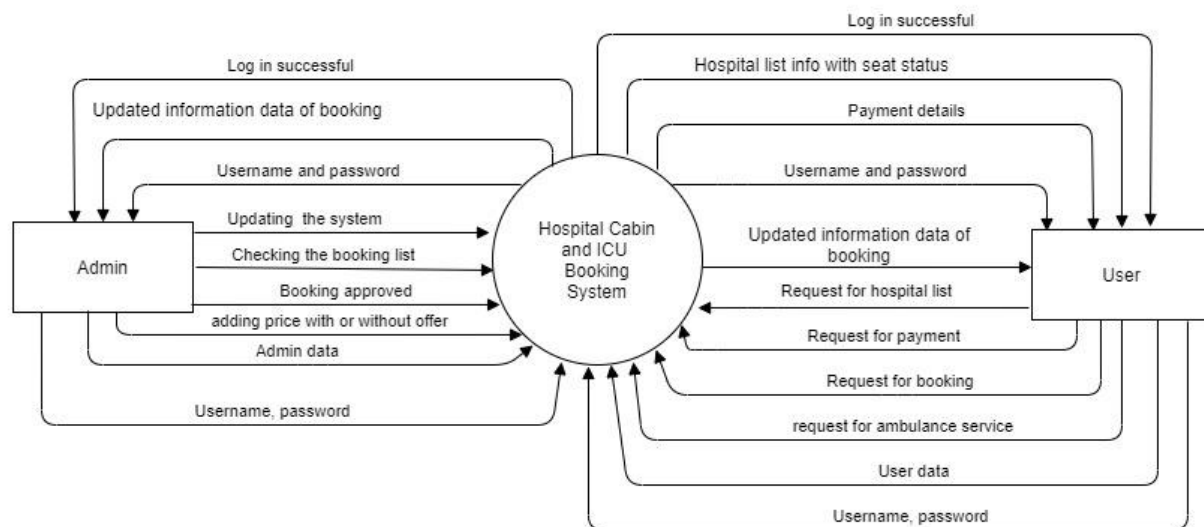 Log in successful
Log in successful
Hospital list info with seat status
Updated information data of booking
Payment details
Username and password
Username and password
Updating the system
Hospital Cabin
and ICU
Booking
System
Updated information data of
booking
Checking the booking list
Admin
User
Booking approved
Request for hospital list
adding price with or without offer
Request for payment
Admin data
Request for booking
Username, password
request for ambulance service
User data
Username, password